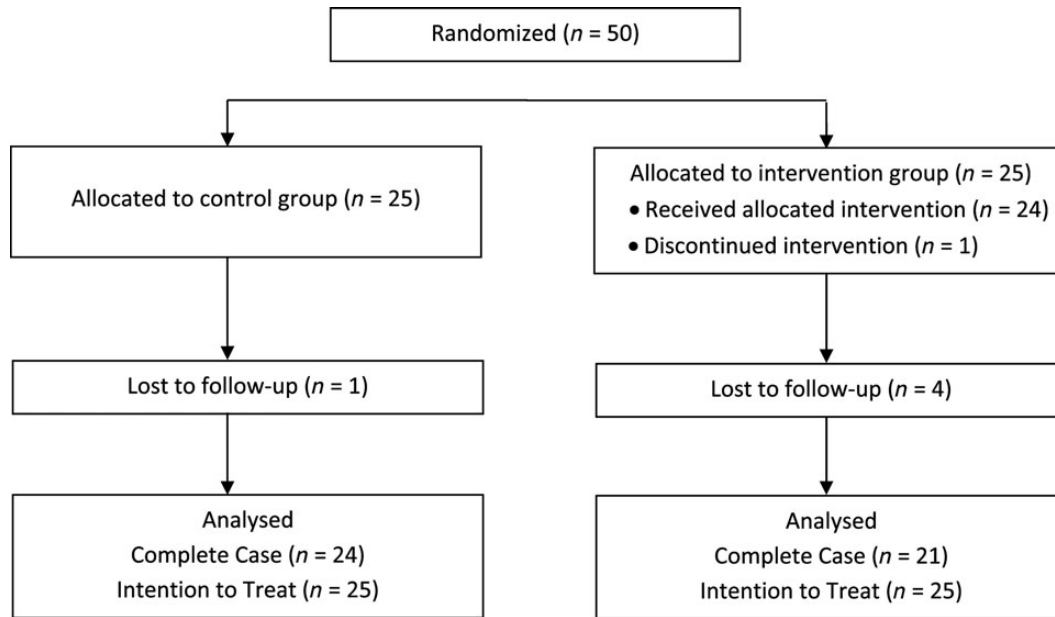 Randomized (n = 50)
Allocated to control group (n = 25)
Allocated to intervention group (n = 25)
• Received allocated intervention (n = 24)
• Discontinued intervention (n = 1)
Lost to follow-up (n = 1)
Lost to follow-up (n = 4)
Analysed
Complete Case (n = 24)
Intention to Treat (n = 25)
Analysed
Complete Case (n = 21)
Intention to Treat (n = 25)